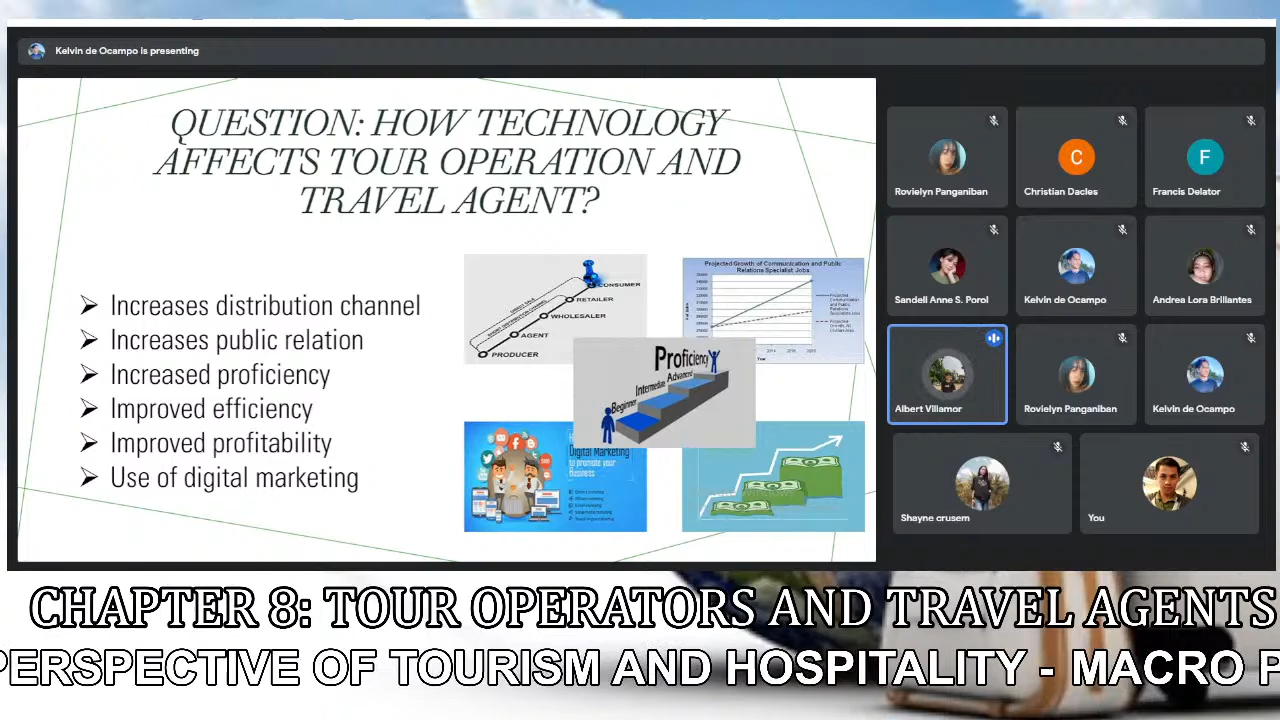 Kelvin de Ocampo is presenting
QUESTION: HOW TECHNOLOGY
AFFECTS TOUR OPERATION AND
TRAVEL AGENT?
Increases distribution channel
Increases public relation
Increased proficiency
Improved efficiency
Improved profitability
Use of digital marketing
CONSUMER
RETAILER
WHOLESALER
AGENT
PRODUCER
Projected Growth of Communication and Public
Relations Specialist Jobs
Year
Proficiency
Advanced
Intermediate
Beginner
Digital Marketing
to promote your
Business
Rovielyn Panganiban
C
Christian Dacles
F
Francis Delator
Sandell Anne S. Porol
Kelvin de Ocampo
Andrea Lora Brillantes
Albert Villamor
Rovielyn Panganiban
Kelvin de Ocampo
Shayne crusem
You
CHAPTER 8: TOUR OPERATORS AND TRAVEL AGENTS
PERSPECTIVE OF TOURISM AND HOSPITALITY - MACRO P